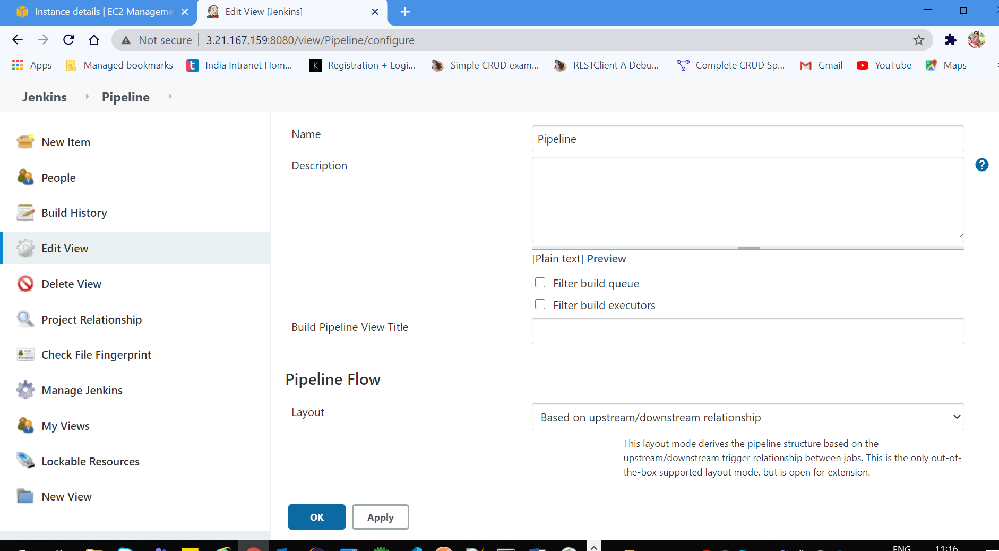 Instance details | EC2 Manageme
Edit View [Jenkins]
Not secure
3.21.167.159:8080/view/Pipeline/configure
Apps
Managed bookmarks
India Intranet Hom...
Registration + Logi...
Simple CRUD exam...
RESTClient A Debu...
Complete CRUD Sp...
Gmail
YouTube
Maps
Jenkins
Pipeline
New Item
People
Build History
Edit View
Delete View
Project Relationship
Check File Fingerprint
Manage Jenkins
My Views
Lockable Resources
New View
Name
Pipeline
Description
?
[Plain text] Preview
Filter build queue
Filter build executors
Build Pipeline View Title
Pipeline Flow
Layout
Based on upstream/downstream relationship
This layout mode derives the pipeline structure based on the
upstream/downstream trigger relationship between jobs. This is the only out-of-
the-box supported layout mode, but is open for extension.
OK
Apply
ENG
11:16